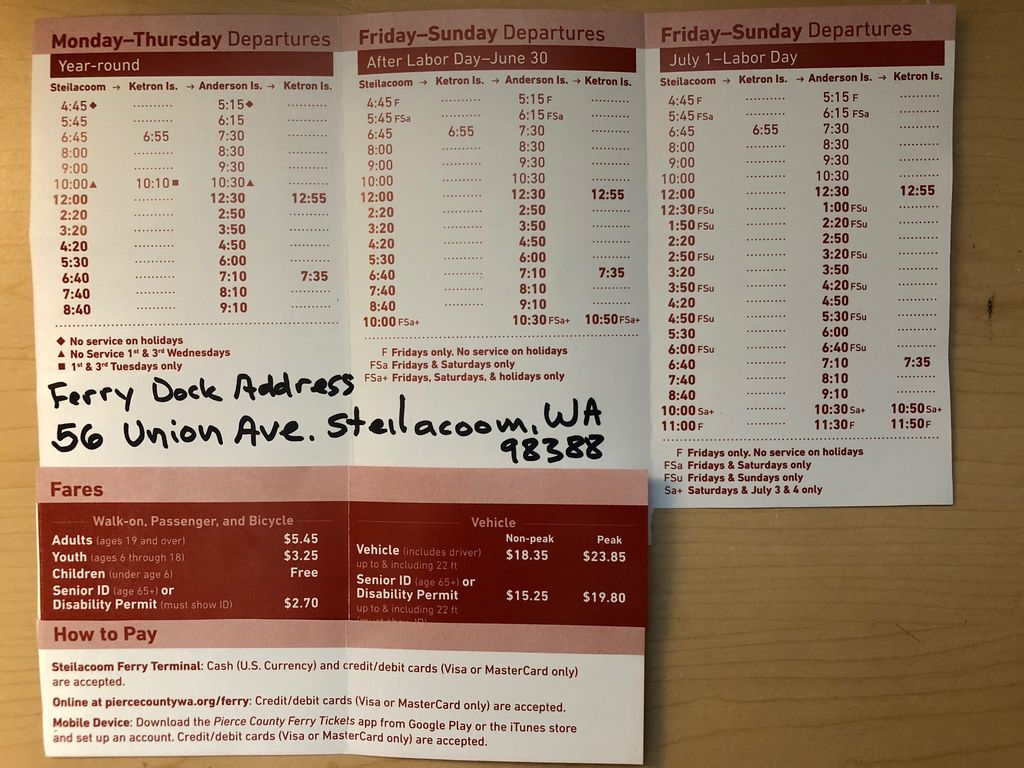 Monday–Thursday Departures
Year-round
Steilacoom → Ketron Is. → Anderson Is. → Ketron Is.
4:45◆ .......... 5:15◆ ..........
5:45 .......... 6:15 ..........
6:45 6:55 7:30 ..........
8:00 .......... 8:30 ..........
9:00 .......... 9:30 ..........
10:00▲ 10:10■ 10:30▲ ..........
12:00 .......... 12:30 12:55
2:20 .......... 2:50 ..........
3:20 .......... 3:50 ..........
4:20 .......... 4:50 ..........
5:30 .......... 6:00 ..........
6:40 .......... 7:10 7:35
7:40 .......... 8:10 ..........
8:40 .......... 9:10 ..........
◆ No service on holidays
▲ No Service 1st & 3rd Wednesdays
■ 1st & 3rd Tuesdays only
Friday–Sunday Departures
After Labor Day–June 30
Steilacoom → Ketron Is. → Anderson Is. → Ketron Is.
4:45 F .......... 5:15 F ..........
5:45 FSa .......... 6:15 FSa ..........
6:45 6:55 7:30 ..........
8:00 .......... 8:30 ..........
9:00 .......... 9:30 ..........
10:00 .......... 10:30 ..........
12:00 .......... 12:30 12:55
2:20 .......... 2:50 ..........
3:20 .......... 3:50 ..........
4:20 .......... 4:50 ..........
5:30 .......... 6:00 ..........
6:40 .......... 7:10 7:35
7:40 .......... 8:10 ..........
8:40 .......... 9:10 ..........
10:00 FSa+ .......... 10:30 FSa+ 10:50 FSa+
F Fridays only. No service on holidays
FSa Fridays & Saturdays only
FSa+ Fridays, Saturdays, & holidays only
Friday–Sunday Departures
July 1–Labor Day
Steilacoom → Ketron Is. → Anderson Is. → Ketron Is.
4:45 F .......... 5:15 F ..........
5:45 FSa .......... 6:15 FSa ..........
6:45 6:55 7:30 ..........
8:00 .......... 8:30 ..........
9:00 .......... 9:30 ..........
10:00 .......... 10:30 ..........
12:00 .......... 12:30 12:55
12:30 FSu .......... 1:00 FSu ..........
1:50 FSu .......... 2:20 FSu ..........
2:20 .......... 2:50 ..........
2:50 FSu .......... 3:20 FSu ..........
3:20 .......... 3:50 ..........
3:50 FSu .......... 4:20 FSu ..........
4:20 .......... 4:50 ..........
4:50 FSu .......... 5:30 FSu ..........
5:30 .......... 6:00 ..........
6:00 FSu .......... 6:40 FSu ..........
6:40 .......... 7:10 7:35
7:40 .......... 8:10 ..........
8:40 .......... 9:10 ..........
10:00 Sa+ .......... 10:30 Sa+ 10:50 Sa+
11:00 F .......... 11:30 F 11:50 F
F Fridays only. No service on holidays
FSa Fridays & Saturdays only
FSu Fridays & Sundays only
Sa+ Saturdays & July 3 & 4 only
Ferry Dock Address
56 Union Ave. Steilacoom, WA
98388
Fares
Walk-on, Passenger, and Bicycle
Adults (ages 19 and over) $5.45
Youth (ages 6 through 18) $3.25
Children (under age 6) Free
Senior ID (age 65+) or
Disability Permit (must show ID) $2.70
Vehicle
Non-peak Peak
Vehicle (includes driver) $18.35 $23.85
up to & including 22 ft
Senior ID (age 65+) or
Disability Permit $15.25 $19.80
up to & including 22 ft
(must show ID)
How to Pay
Steilacoom Ferry Terminal: Cash (U.S. Currency) and credit/debit cards (Visa or MasterCard only)
are accepted.
Online at piercecountywa.org/ferry: Credit/debit cards (Visa or MasterCard only) are accepted.
Mobile Device: Download the Pierce County Ferry Tickets app from Google Play or the iTunes store
and set up an account. Credit/debit cards (Visa or MasterCard only) are accepted.